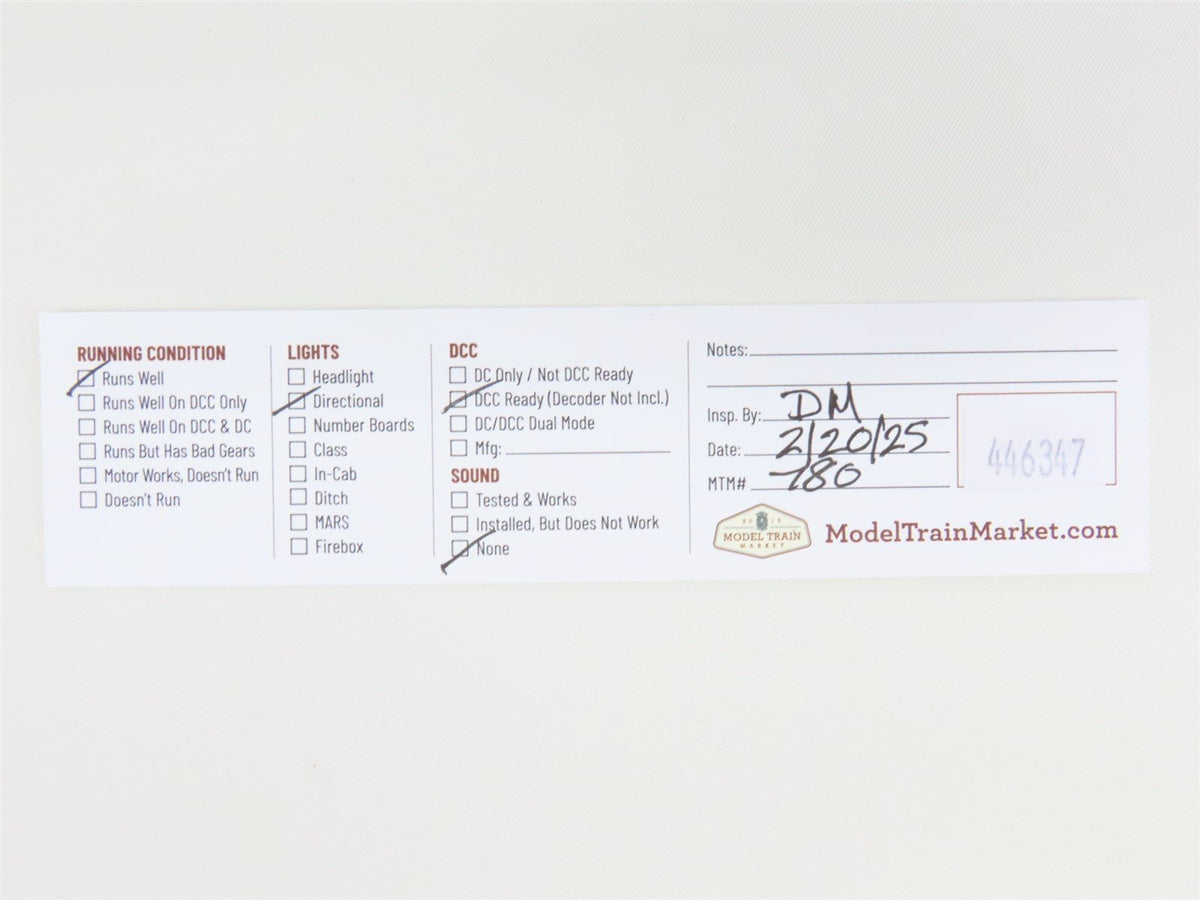 RUNNING CONDITION
Runs Well
Runs Well On DCC Only
Runs Well On DCC & DC
Runs But Has Bad Gears
Motor Works, Doesn't Run
Doesn't Run
LIGHTS
Headlight
Directional
Number Boards
Class
In-Cab
Ditch
MARS
Firebox
DCC
DC Only / Not DCC Ready
DCC Ready (Decoder Not Incl.)
DC/DCC Dual Mode
Mfg:
SOUND
Tested & Works
Installed, But Does Not Work
None
Notes:
Insp. By: DM
Date: 2/20/25
MTM# 780
446347
MODEL TRAIN
MARKET
ModelTrainMarket.com